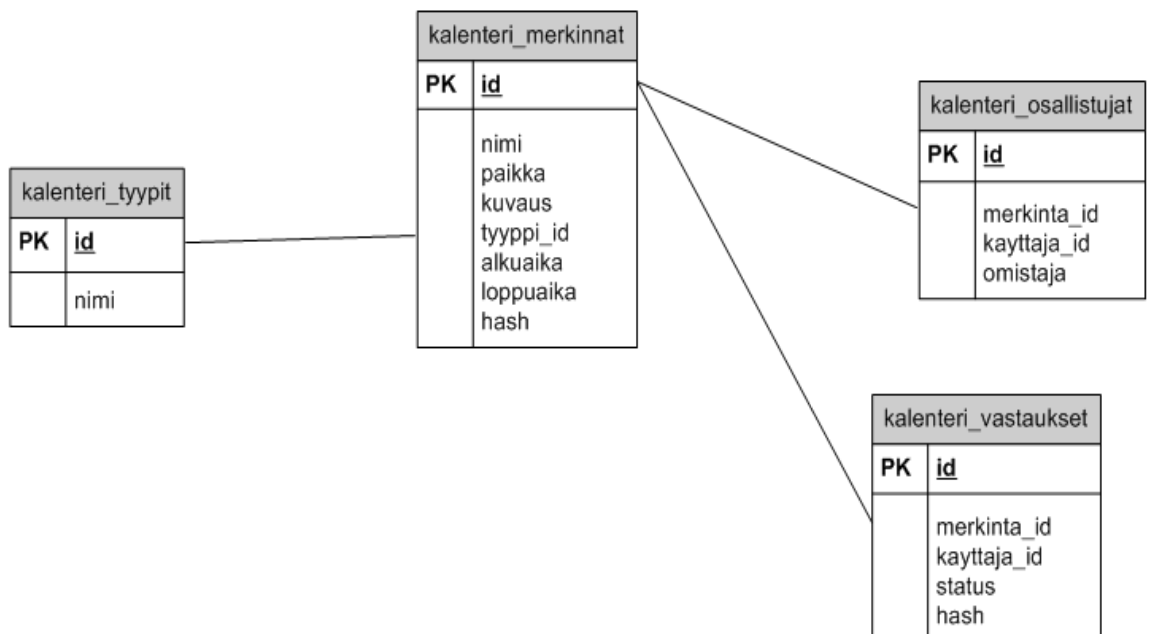 kalenteri_merkinnat
PK id
nimi
paikka
kuvaus
tyyppi_id
alkuaika
loppuaika
hash
kalenteri_tyypit
PK id
nimi
kalenteri_osallistujat
PK id
merkinta_id
kayttaja_id
omistaja
kalenteri_vastaukset
PK id
merkinta_id
kayttaja_id
status
hash